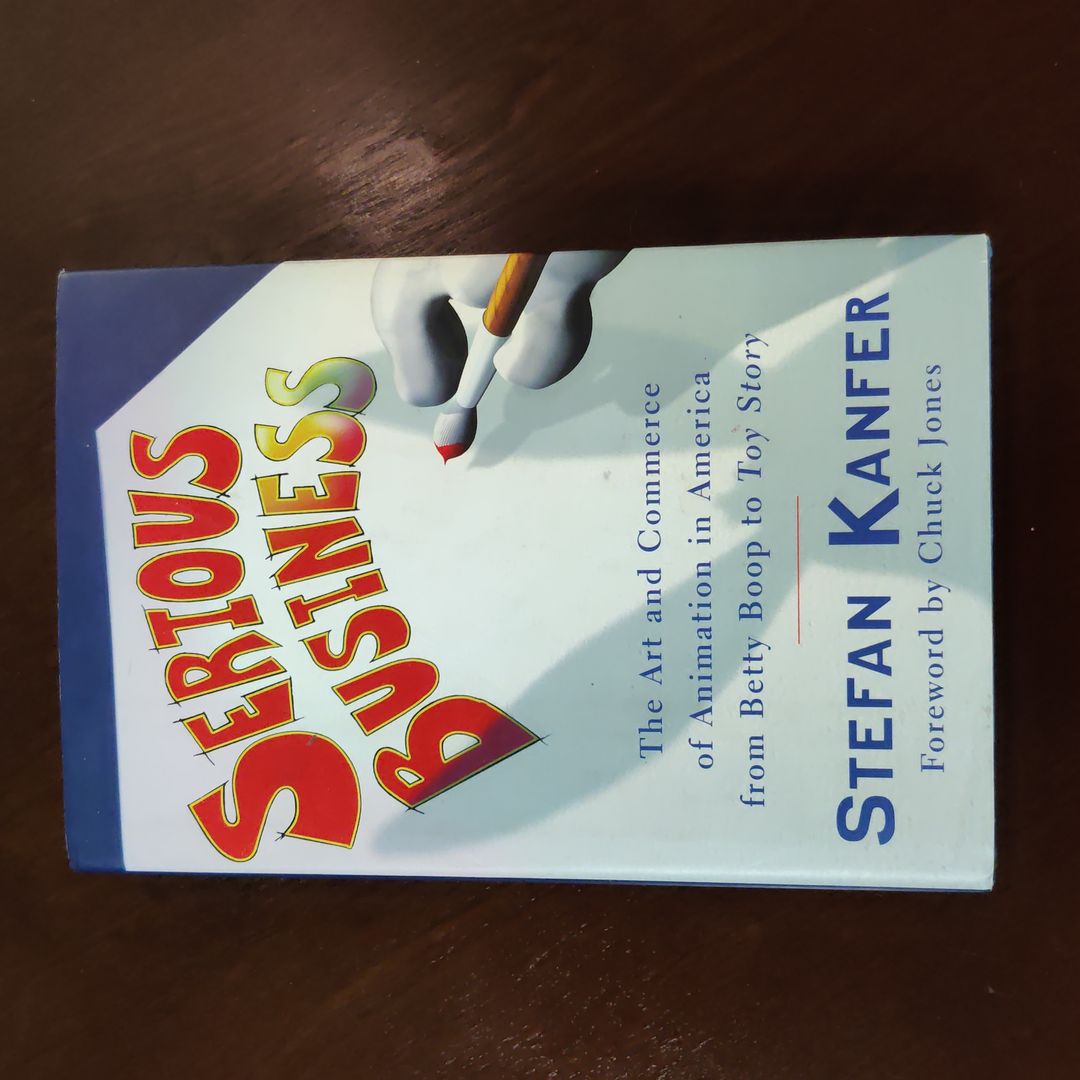 SERIOUS
BUSINESS
The Art and Commerce
of Animation in America
from Betty Boop to Toy Story
STEFAN KANFER
Foreword by Chuck Jones